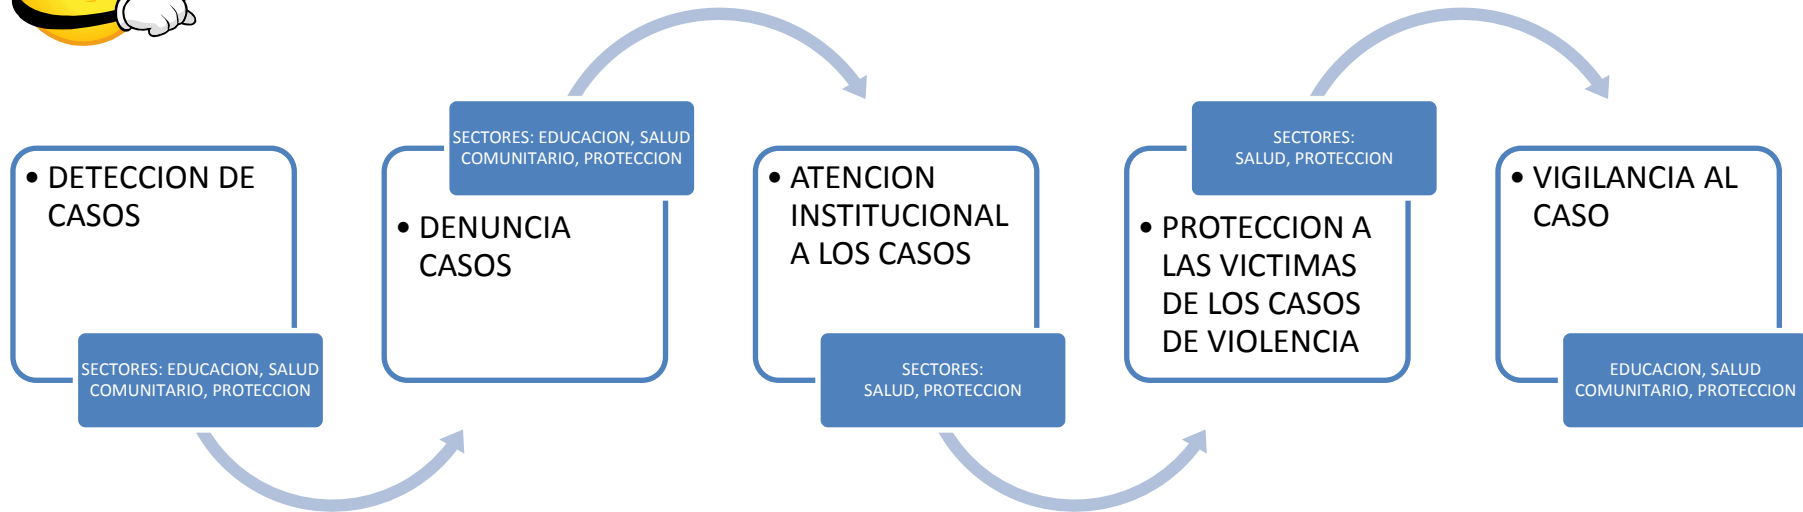 • DETECCION DE
CASOS
SECTORES: EDUCACION, SALUD
COMUNITARIO, PROTECCION
SECTORES: EDUCACION, SALUD
COMUNITARIO, PROTECCION
• DENUNCIA
CASOS
• ATENCION
INSTITUCIONAL
A LOS CASOS
SECTORES:
SALUD, PROTECCION
SECTORES:
SALUD, PROTECCION
• PROTECCION A
LAS VICTIMAS
DE LOS CASOS
DE VIOLENCIA
• VIGILANCIA AL
CASO
EDUCACION, SALUD
COMUNITARIO, PROTECCION